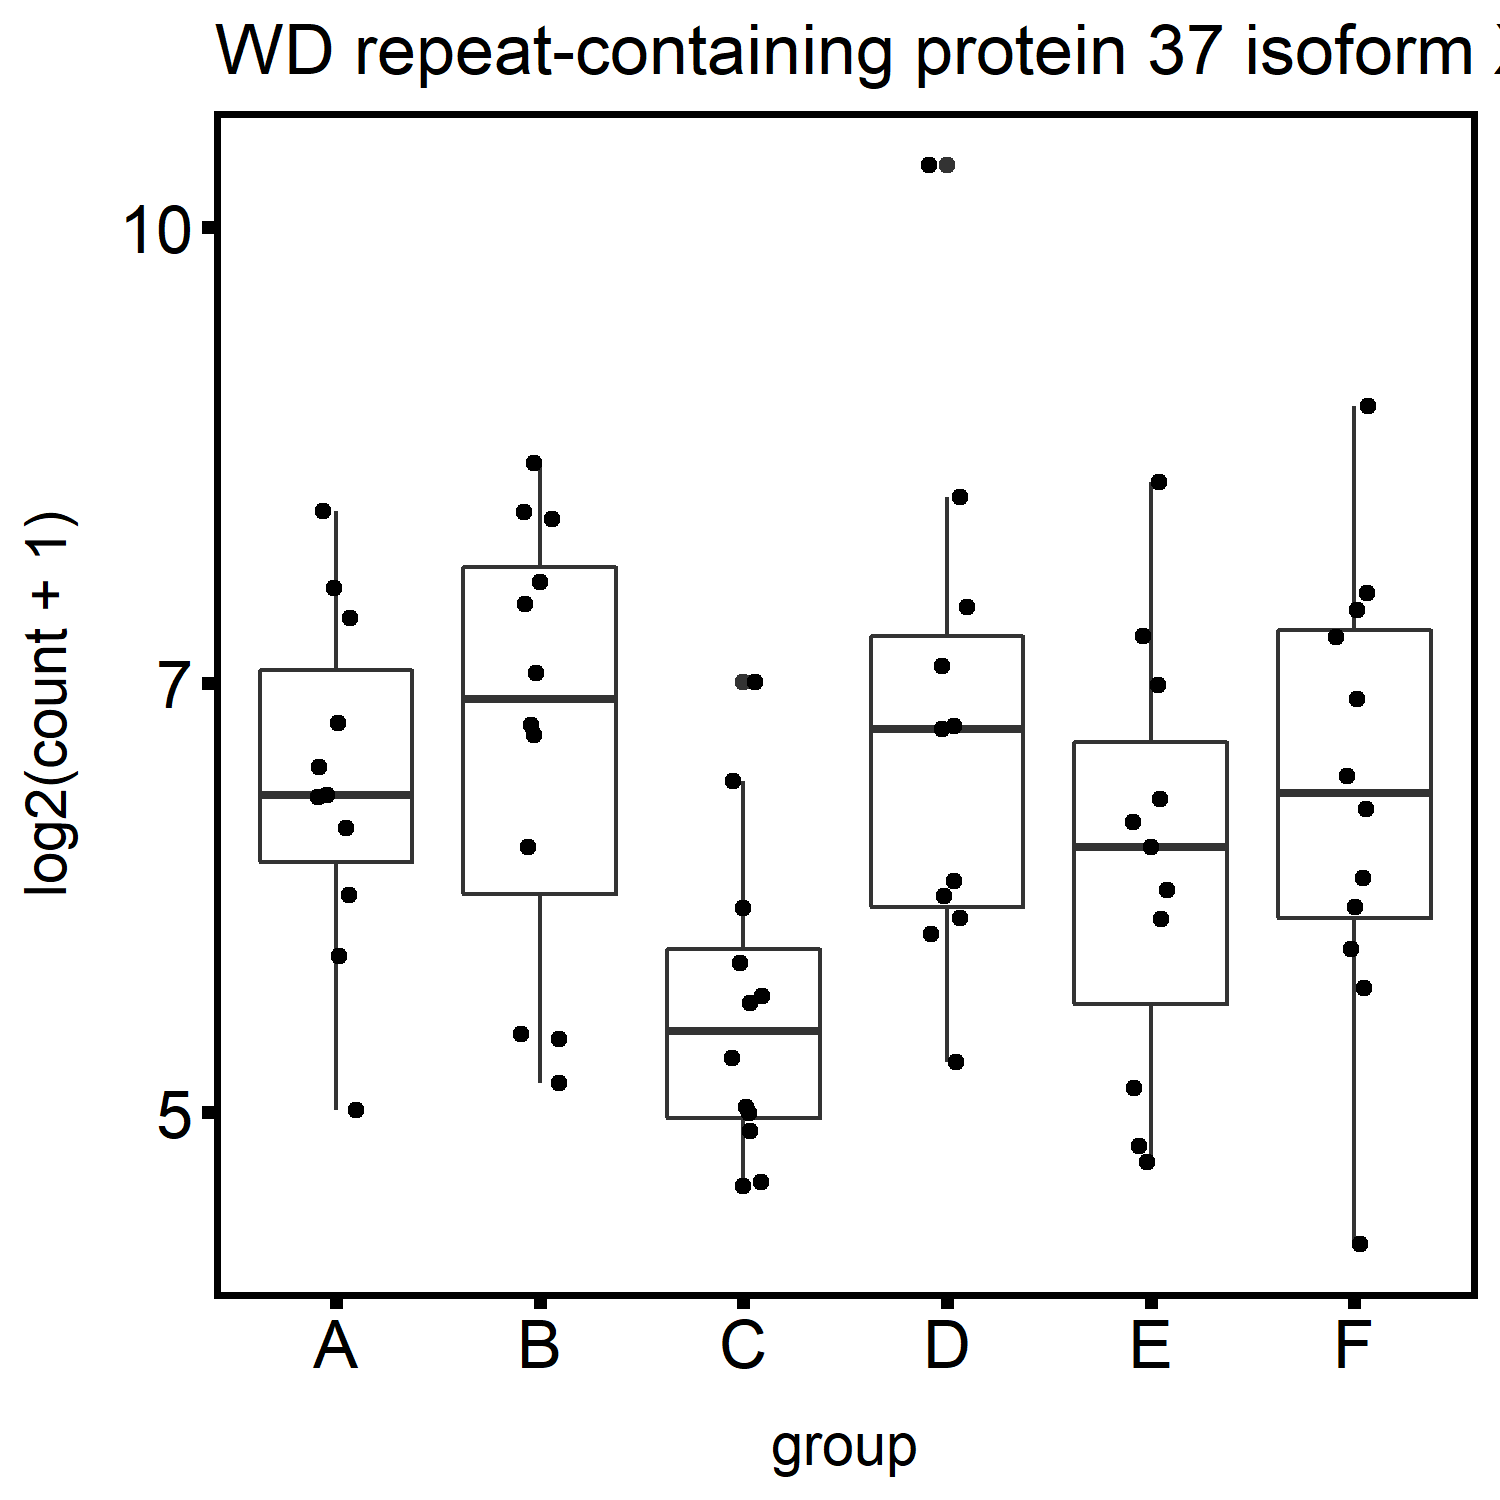 WD repeat-containing protein 37 isoform
log2(count + 1)
10
7
5
A B C D E F
group